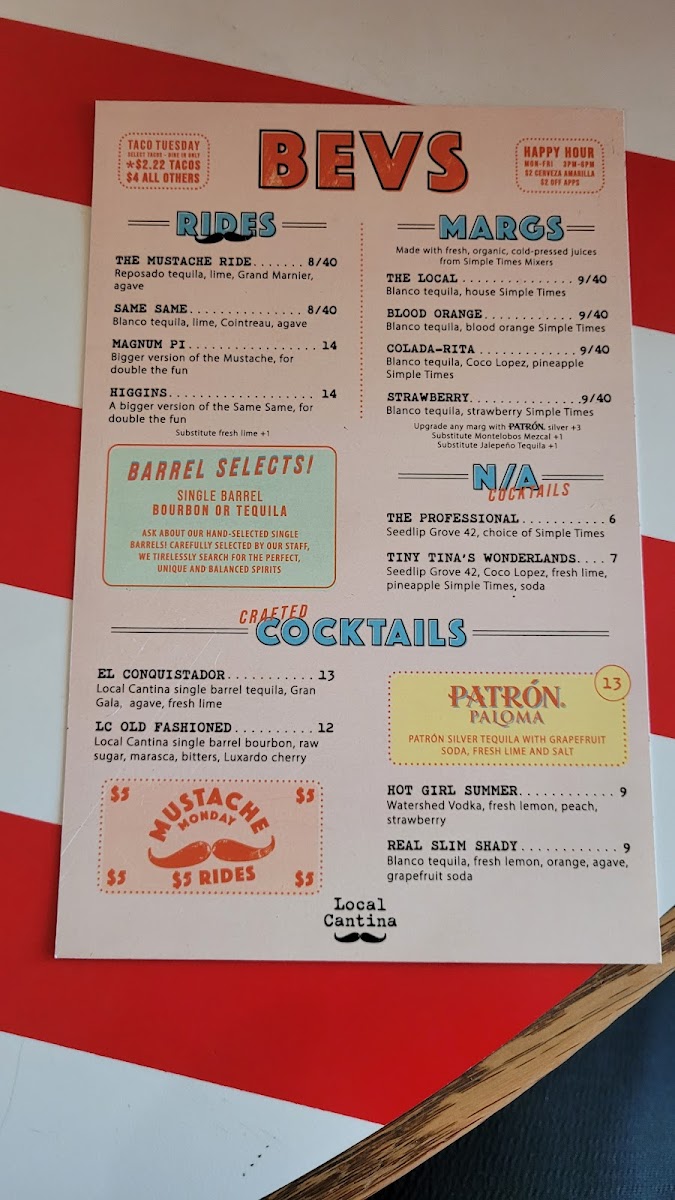 TACO TUESDAY
SELECT TACOS - DINE IN ONLY
*$2.22 TACOS
$4 ALL OTHERS
BEVS
HAPPY HOUR
MON-FRI 3PM-6PM
$2 CERVEZA AMARILLA
$2 OFF APPS
RIDES
THE MUSTACHE RIDE....... 8/40
Reposado tequila, lime, Grand Marnier,
agave
SAME SAME............... 8/40
Blanco tequila, lime, Cointreau, agave
MAGNUM PI................. 14
Bigger version of the Mustache, for
double the fun
HIGGINS................... 14
A bigger version of the Same Same, for
double the fun
Substitute fresh lime +1
BARREL SELECTS!
SINGLE BARREL
BOURBON OR TEQUILA
ASK ABOUT OUR HAND-SELECTED SINGLE
BARRELS! CAREFULLY SELECTED BY OUR STAFF,
WE TIRELESSLY SEARCH FOR THE PERFECT,
UNIQUE AND BALANCED SPIRITS
MARGS
Made with fresh, organic, cold-pressed juices
from Simple Times Mixers
THE LOCAL ............... 9/40
Blanco tequila, house Simple Times
BLOOD ORANGE............. 9/40
Blanco tequila, blood orange Simple Times
COLADA-RITA ............. 9/40
Blanco tequila, Coco Lopez, pineapple
Simple Times
STRAWBERRY...............9/40
Blanco tequila, strawberry Simple Times
Upgrade any marg with PATRÓN. silver +3
Substitute Montelobos Mezcal +1
Substitute Jalepeño Tequila +1
N/A
COCKTAILS
THE PROFESSIONAL........... 6
Seedlip Grove 42, choice of Simple Times
TINY TINA'S WONDERLANDS.... 7
Seedlip Grove 42, Coco Lopez, fresh lime,
pineapple Simple Times, soda
CRAFTED
COCKTAILS
EL CONQUISTADOR........... 13
Local Cantina single barrel tequila, Gran
Gala, agave, fresh lime
LC OLD FASHIONED.......... 12
Local Cantina single barrel bourbon, raw
sugar, marasca, bitters, Luxardo cherry
$5 $5
MUSTACHE
MONDAY
$5 $5 RIDES $5
13
PATRÓN.
PALOMA
PATRÓN SILVER TEQUILA WITH GRAPEFRUIT
SODA, FRESH LIME AND SALT
HOT GIRL SUMMER............ 9
Watershed Vodka, fresh lemon, peach,
strawberry
REAL SLIM SHADY............ 9
Blanco tequila, fresh lemon, orange, agave,
grapefruit soda
Local
Cantina